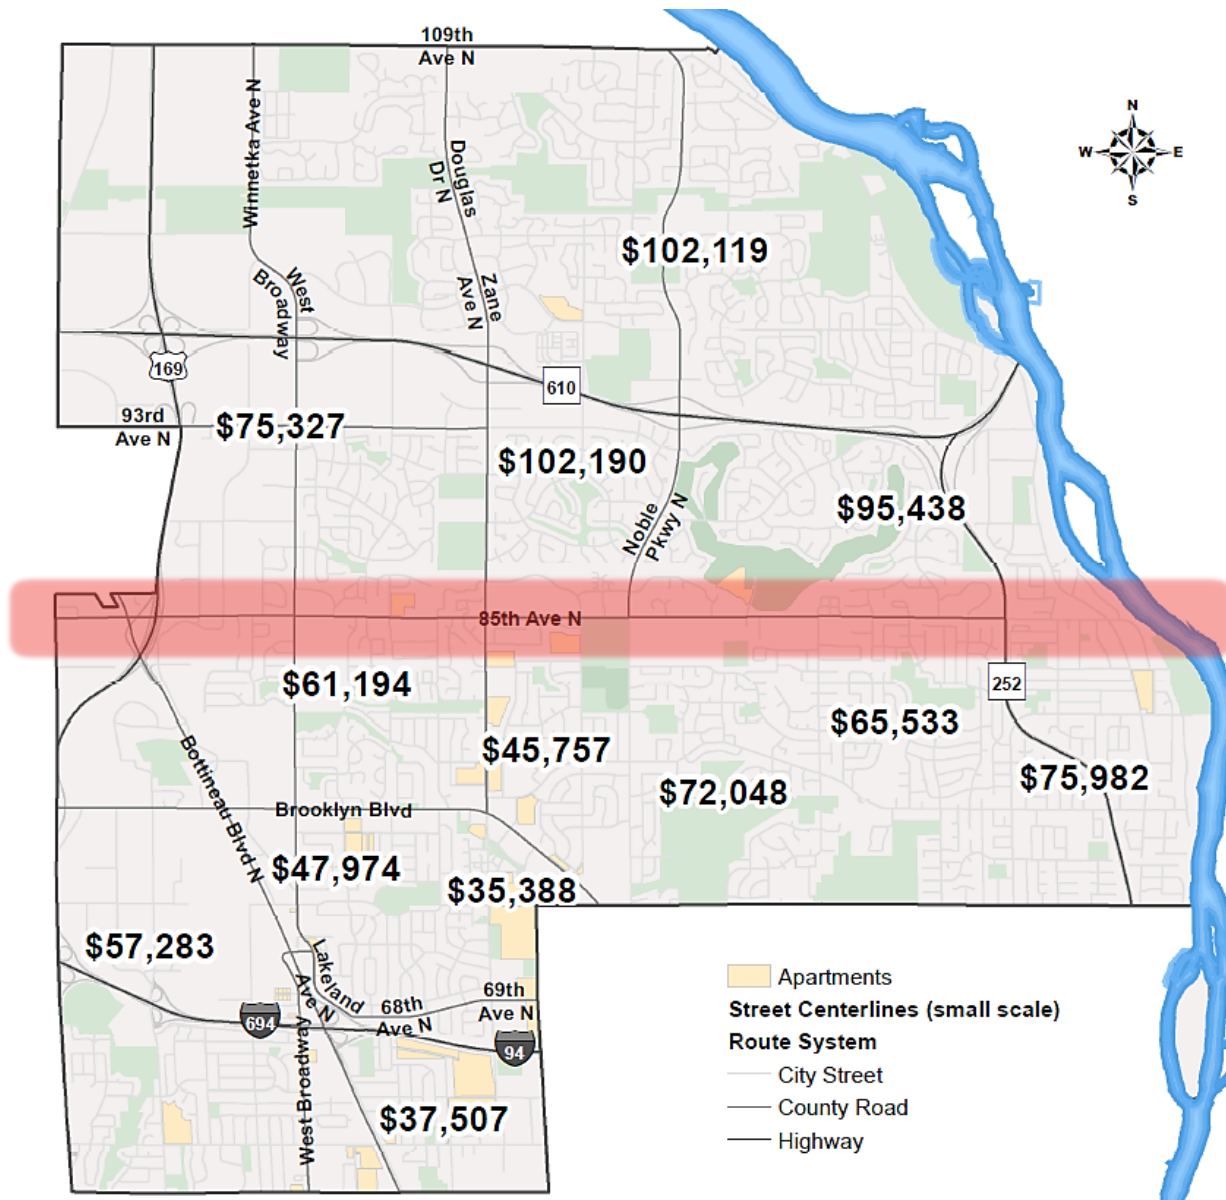 109th
Ave N
Winnetka Ave N
Douglas
Dr N
N
W
E
S
$102,119
West
Broadway
Zane
Ave N
169
610
93rd
Ave N
$75,327
$102,190
$95,438
Noble
Pkwy N
85th Ave N
$61,194
252
$65,533
Bottineau Blvd N
$45,757
$75,982
$72,048
Brooklyn Blvd
$47,974
$35,388
$57,283
Lakeland
Ave N
69th
Ave N
68th
Ave N
694
94
West Broadway
$37,507
Apartments
Street Centerlines (small scale)
Route System
City Street
County Road
Highway